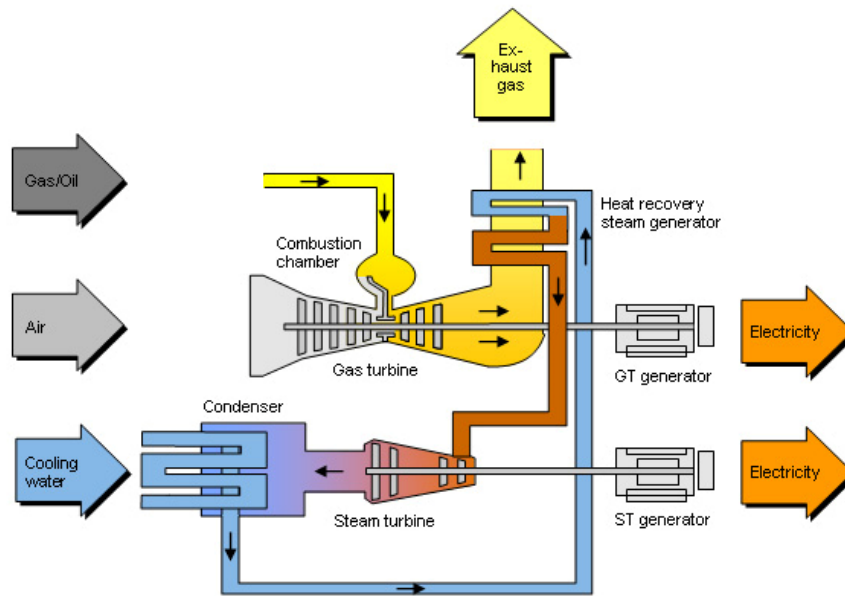 Ex-
haust
gas
Gas/Oil
Heat recovery
steam generator
Combustion
chamber
Air
Electricity
Gas turbine
GT generator
Condenser
Cooling
water
Electricity
Steam turbine
ST generator